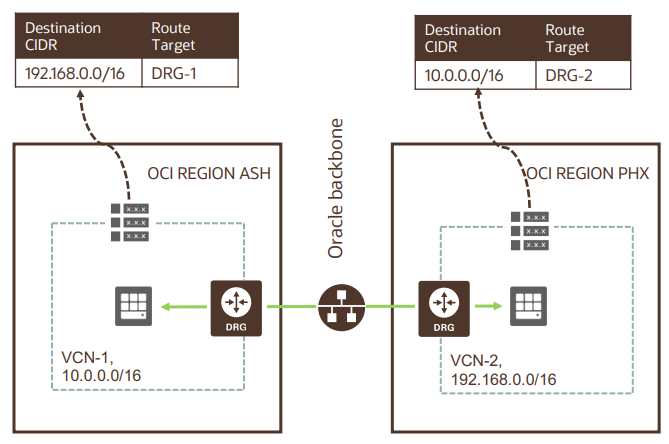 Destination CIDR
Route Target
192.168.0.0/16
DRG-1
Destination CIDR
Route Target
10.0.0.0/16
DRG-2
OCI REGION ASH
Oracle backbone
OCI REGION PHX
x.x.x
x.x.x
x.x.x
x.x.x
x.x.x
x.x.x
DRG
DRG
VCN-1,
10.0.0.0/16
VCN-2,
192.168.0.0/16